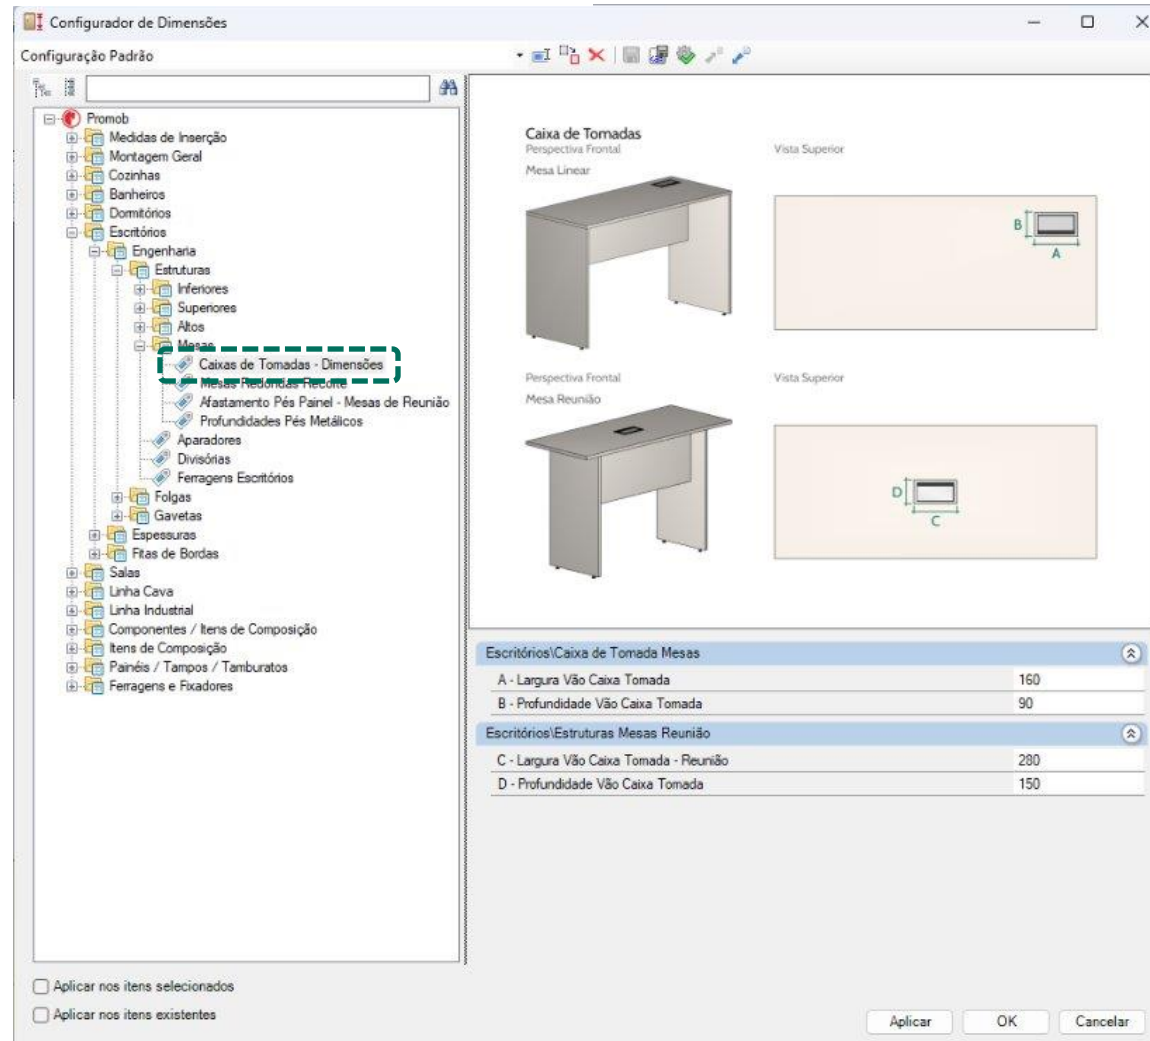 Configurador de Dimensões
Configuração Padrão
Promob
Medidas de Inserção
Montagem Geral
Cozinhas
Banheiros
Dormitórios
Escritórios
Engenharia
Estruturas
Inferiores
Superiores
Altos
Mesas
Caixas de Tomadas - Dimensões
Mesas Redondas Recorte
Afastamento Pés Painel - Mesas de Reunião
Profundidades Pés Metálicos
Aparadores
Divisórias
Ferragens Escritórios
Folgas
Gavetas
Espessuras
Fitas de Bordas
Salas
Linha Cava
Linha Industrial
Componentes / Itens de Composição
Itens de Composição
Painéis / Tampos / Tamburatos
Ferragens e Fixadores
Aplicar nos itens selecionados
Aplicar nos itens existentes
Caixa de Tomadas
Perspectiva Frontal
Vista Superior
Mesa Linear
B
A
Perspectiva Frontal
Vista Superior
Mesa Reunião
D
C
Escritórios\Caixa de Tomada Mesas
A - Largura Vão Caixa Tomada 160
B - Profundidade Vão Caixa Tomada 90
Escritórios\Estruturas Mesas Reunião
C - Largura Vão Caixa Tomada - Reunião 280
D - Profundidade Vão Caixa Tomada 150
Aplicar OK Cancelar